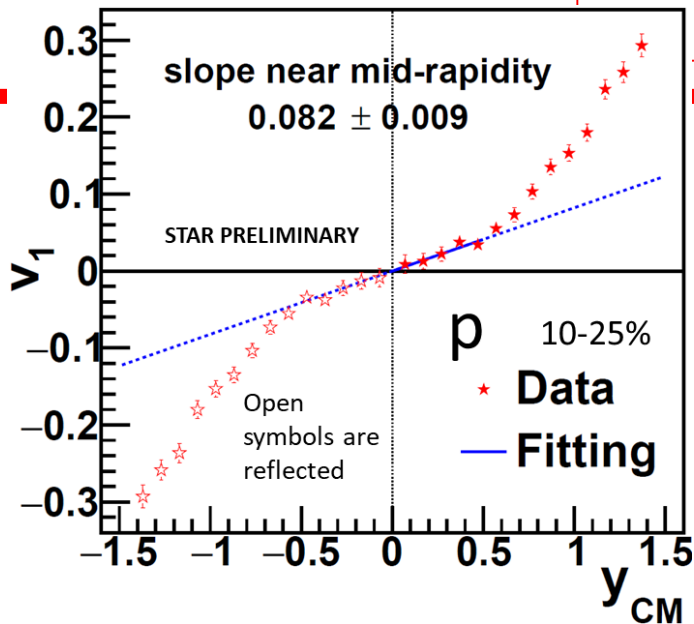 slope near mid-rapidity
0.082 ± 0.009
STAR PRELIMINARY
v1
0.3
0.2
0.1
0
−0.1
−0.2
−0.3
p 10-25%
Data
Fitting
Open
symbols are
reflected
−1.5 −1 −0.5 0 0.5 1 1.5
yCM